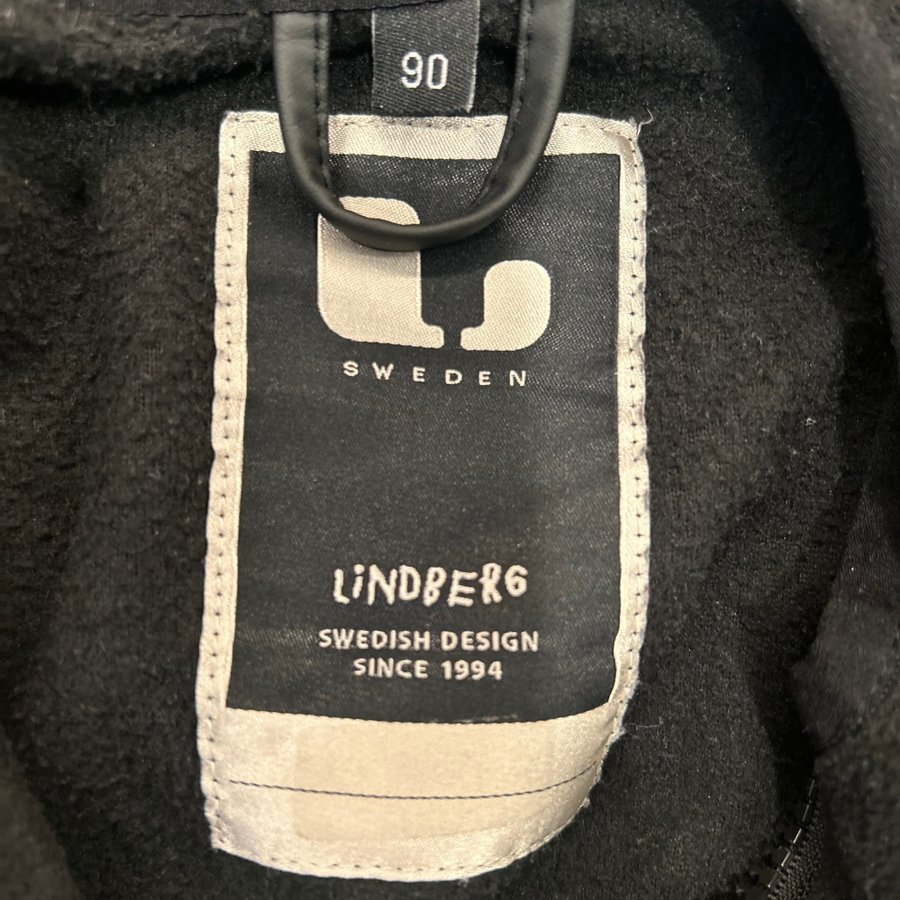 90
SWEDEN
LiNDBERG
SWEDISH DESIGN
SINCE 1994